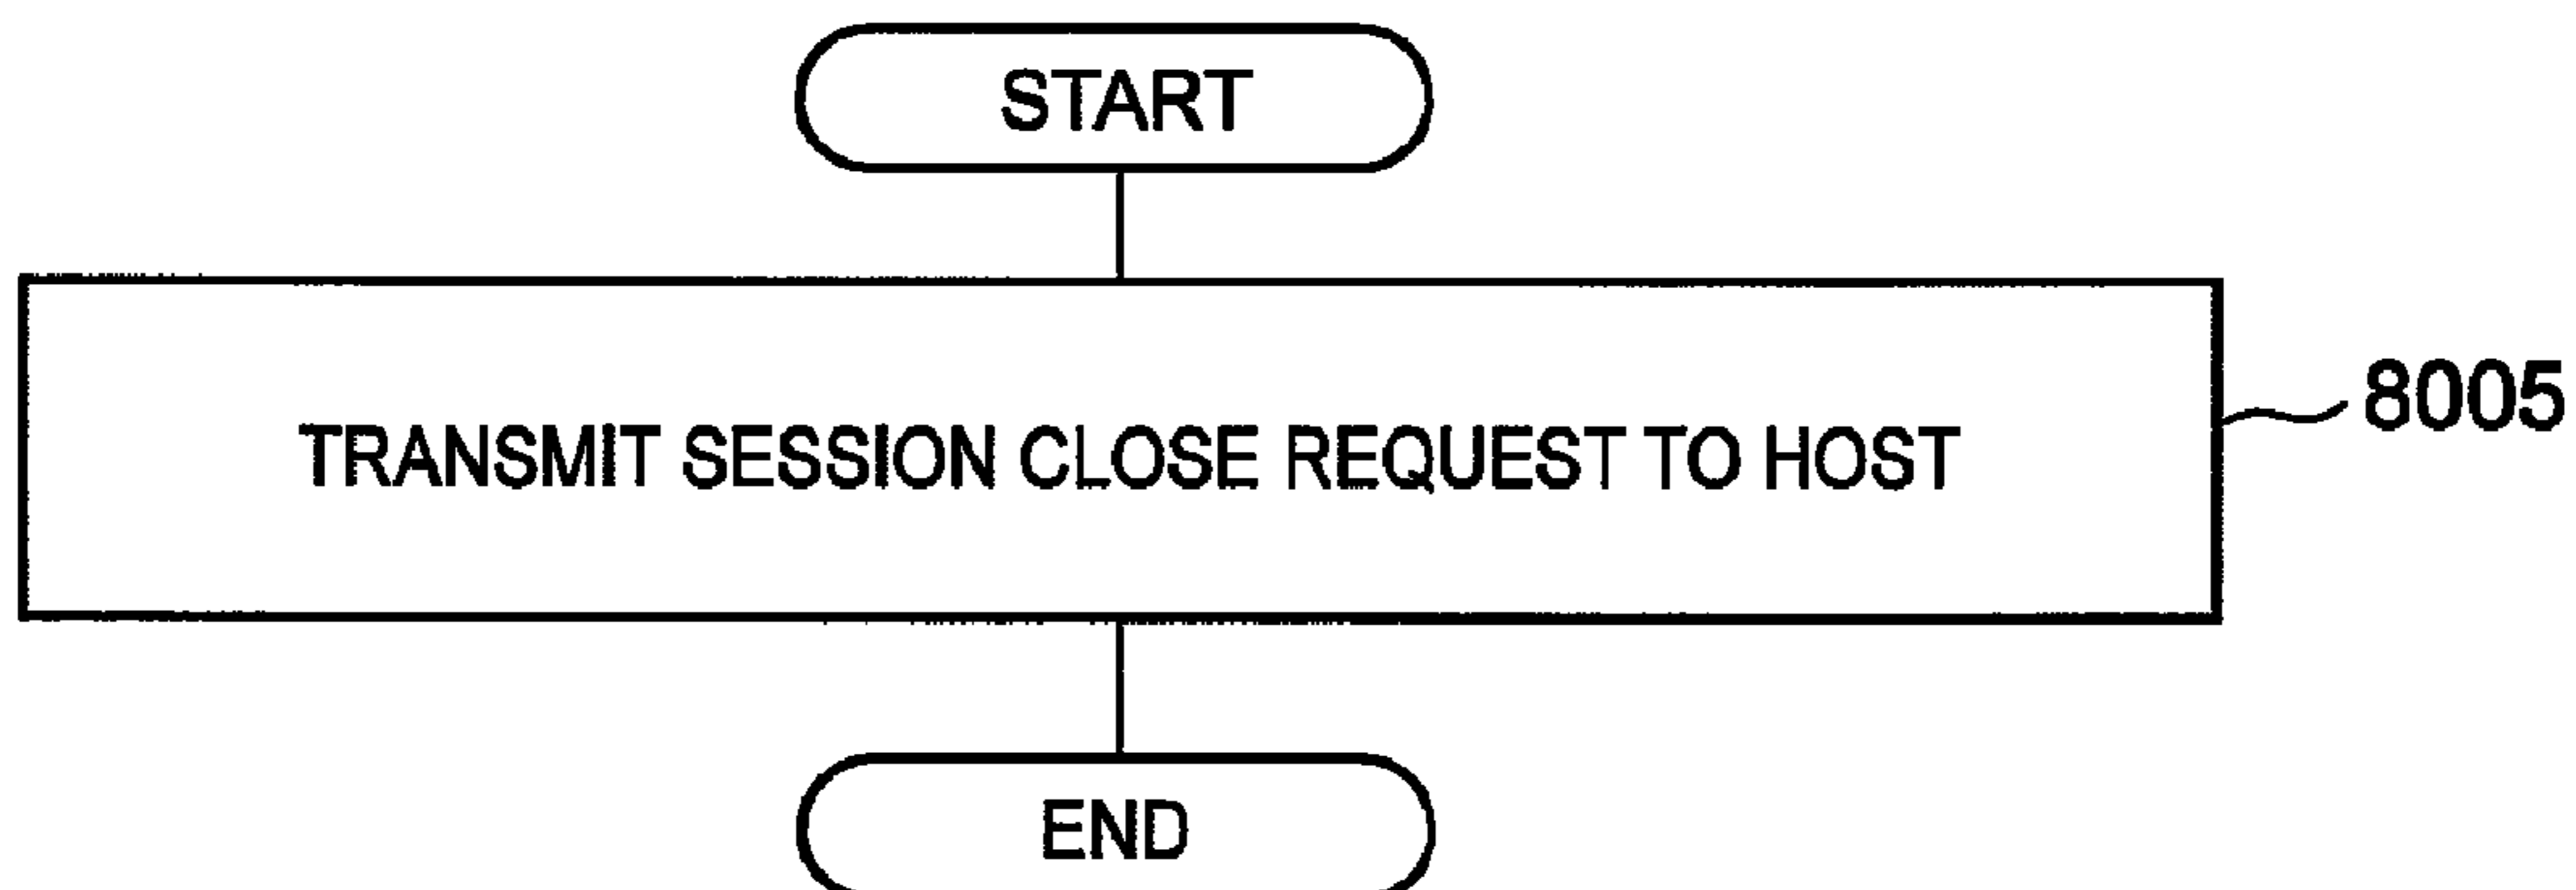 START
TRANSMIT SESSION CLOSE REQUEST TO HOST
8005
END